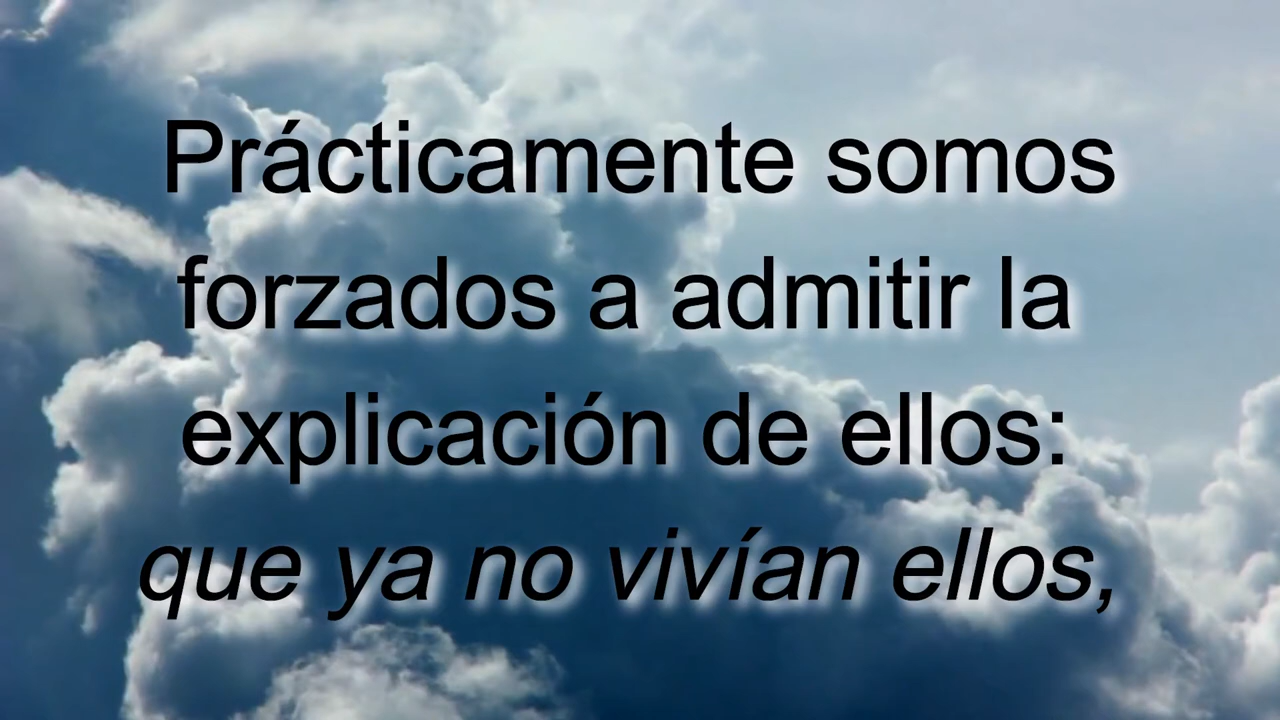 Prácticamente somos
forzados a admitir la
explicación de ellos:
que ya no vivían ellos,